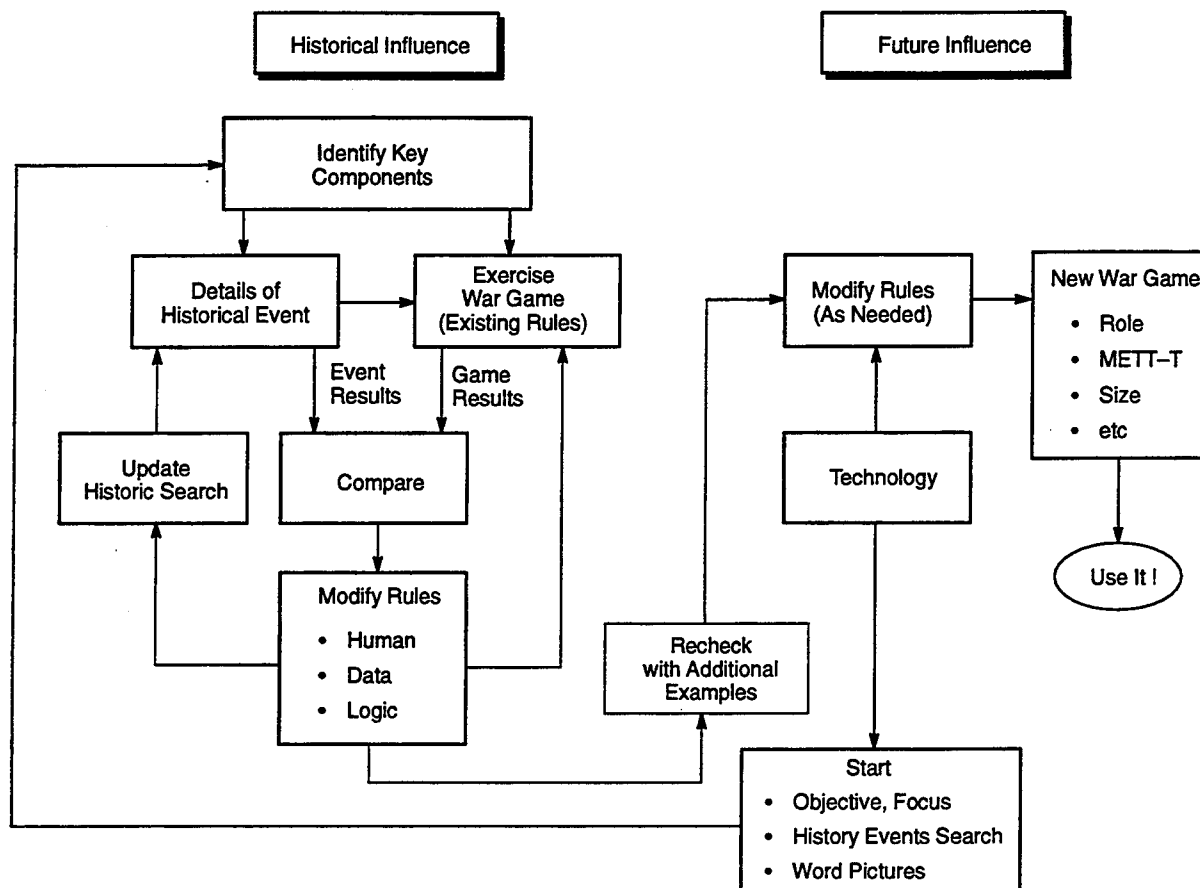 Historical Influence
Future Influence
Identify Key
Components
Details of
Historical Event
Exercise
War Game
(Existing Rules)
Event
Results
Game
Results
Update
Historic Search
Compare
Modify Rules
• Human
• Data
• Logic
Modify Rules
(As Needed)
New War Game
• Role
• METT–T
• Size
• etc
Technology
Use It !
Recheck
with Additional
Examples
Start
• Objective, Focus
• History Events Search
• Word Pictures